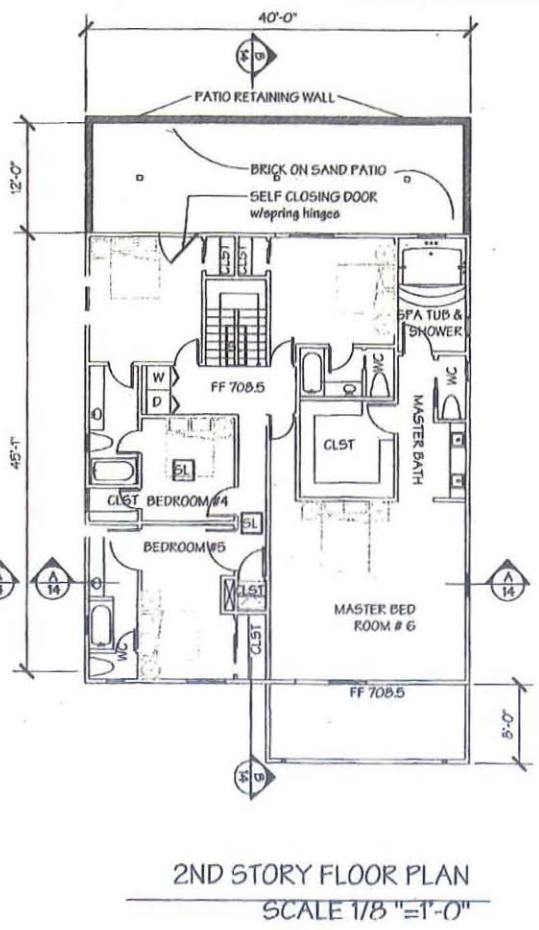 40'-0"
B
14
PATIO RETAINING WALL
12'-0"
BRICK ON SAND PATIO
SELF CLOSING DOOR
w/spring hinges
CLST
CLST
SPA TUB &
SHOWER
W
D
FF 708.5
WC
WC
45'-1"
CLST
MASTER BATH
SL
CLST BEDROOM #4
SL
BEDROOM #5
A
14
A
14
CLST
MASTER BED
ROOM # 6
CLST
WC
FF 708.5
8'-0"
B
14
2ND STORY FLOOR PLAN
SCALE 1/8 "=1'-0"